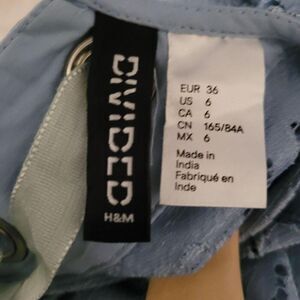 DIVIDED
H&M
EUR 36
US 6
CA 6
CN 165/84A
MX 6
Made in
India
Fabriqué en
Inde